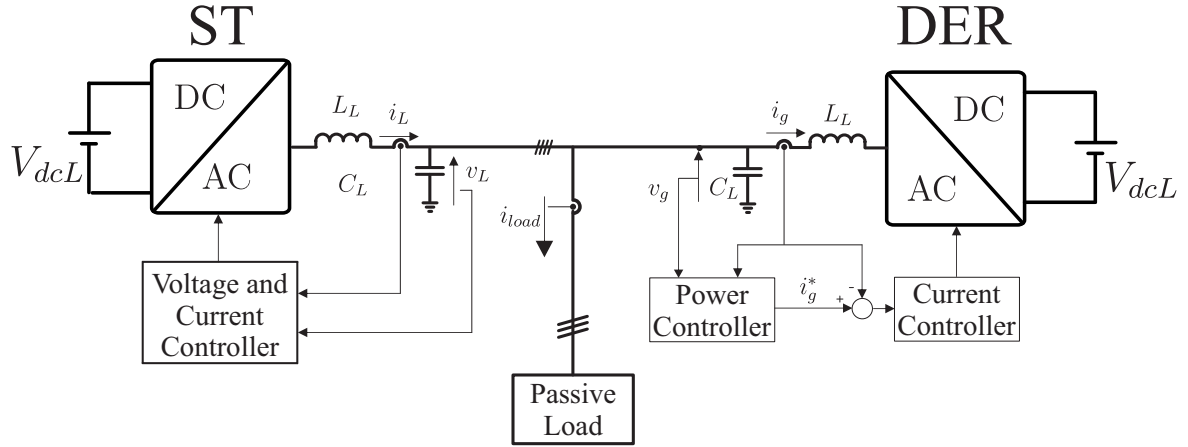 ST
DER
DC
AC
V_{dcL}
L_L
i_L
C_L
v_L
i_{load}
i_g
L_L
v_g
C_L
DC
AC
V_{dcL}
Voltage and
Current
Controller
Power
Controller
i_g^*
+
-
Current
Controller
Passive
Load